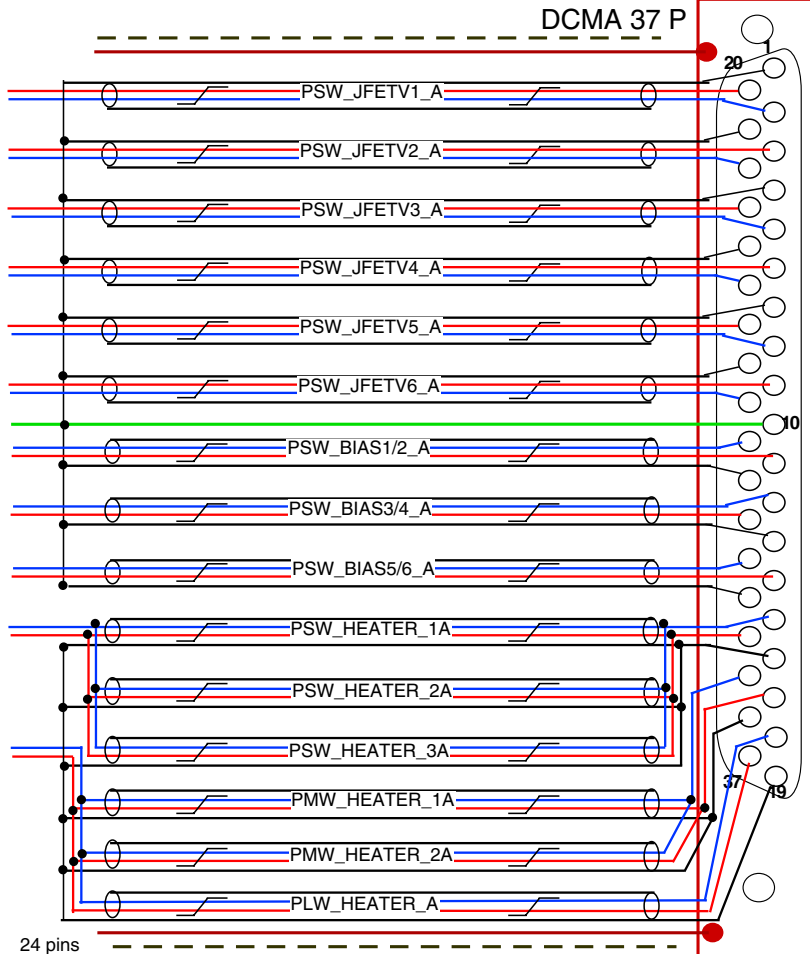 DCMA 37 P
1
20
PSW_JFETV1_A
PSW_JFETV2_A
PSW_JFETV3_A
PSW_JFETV4_A
PSW_JFETV5_A
PSW_JFETV6_A
10
PSW_BIAS1/2_A
PSW_BIAS3/4_A
PSW_BIAS5/6_A
PSW_HEATER_1A
PSW_HEATER_2A
PSW_HEATER_3A
37
19
PMW_HEATER_1A
PMW_HEATER_2A
PLW_HEATER_A
24 pins